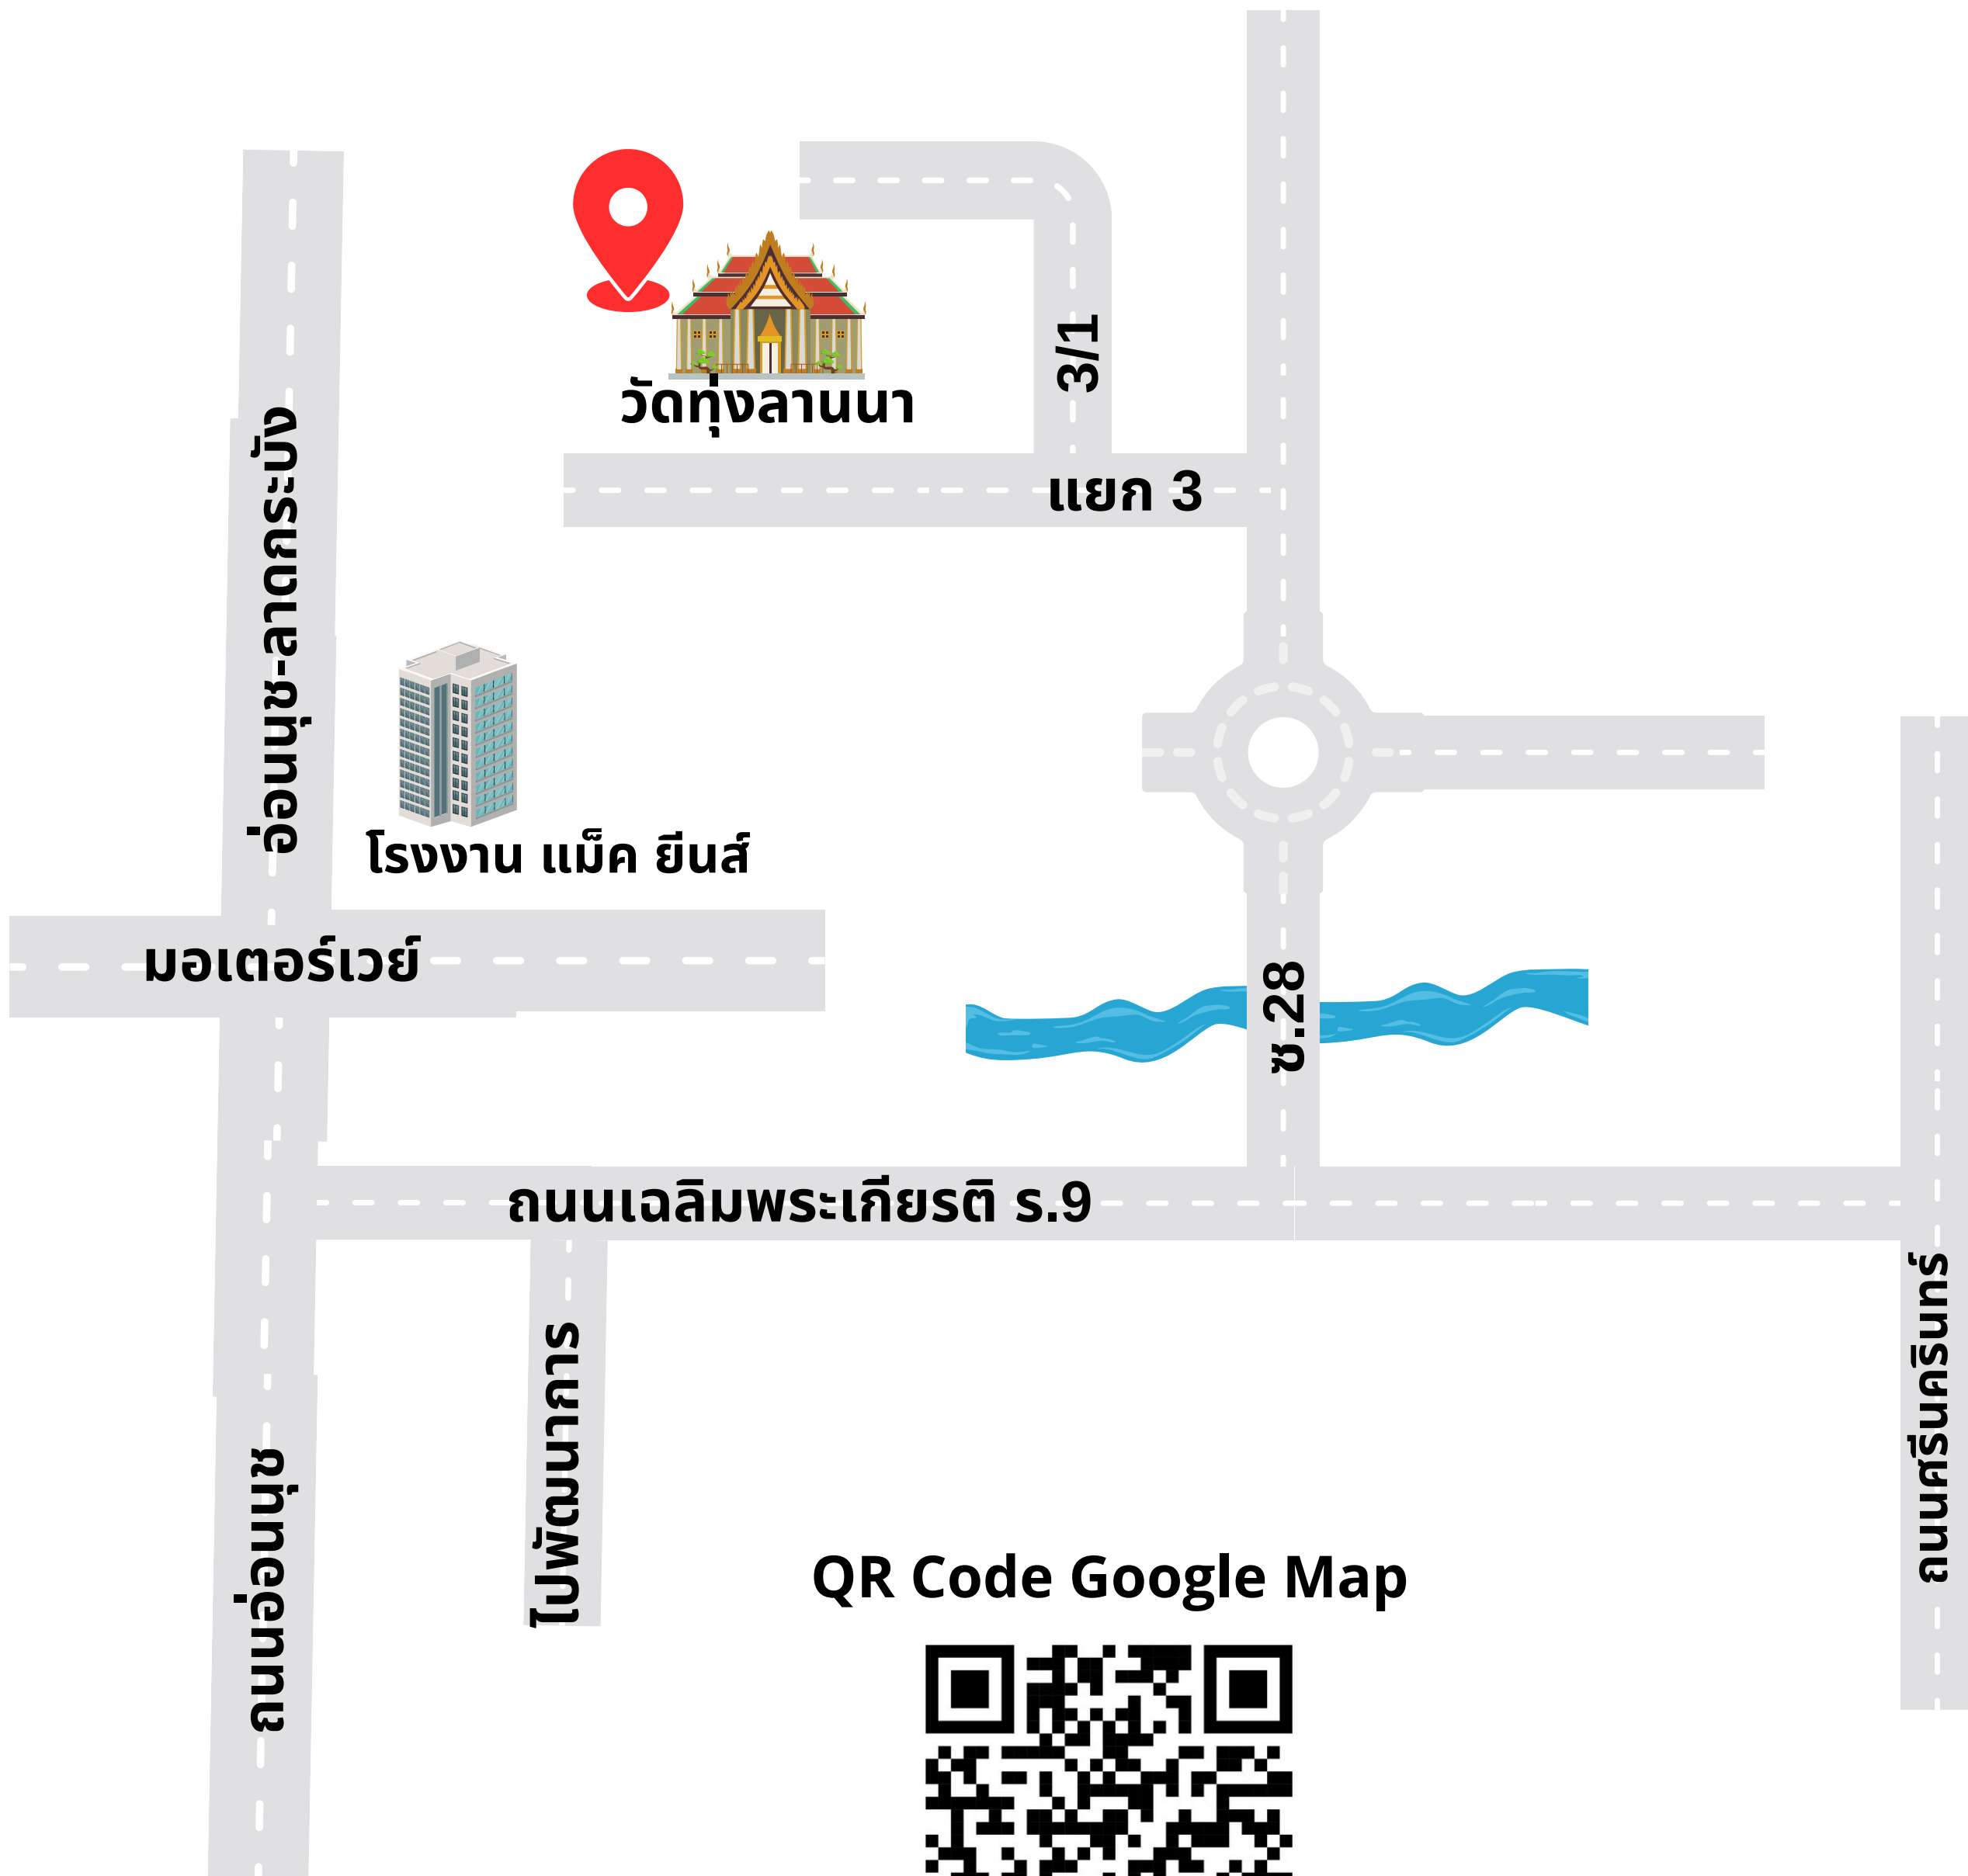 3/1
วัดทุ่งลานนา
แยก 3
อ่อนนุช-ลาดกระบัง
โรงงาน แม็ค ยีนส์
มอเตอร์เวย์
ซ.28
ถนนเฉลิมพระเกียรติ ร.9
ถนนศรีนครินทร์
ไปพัฒนาการ
ถนนอ่อนนุช
QR Code Google Map